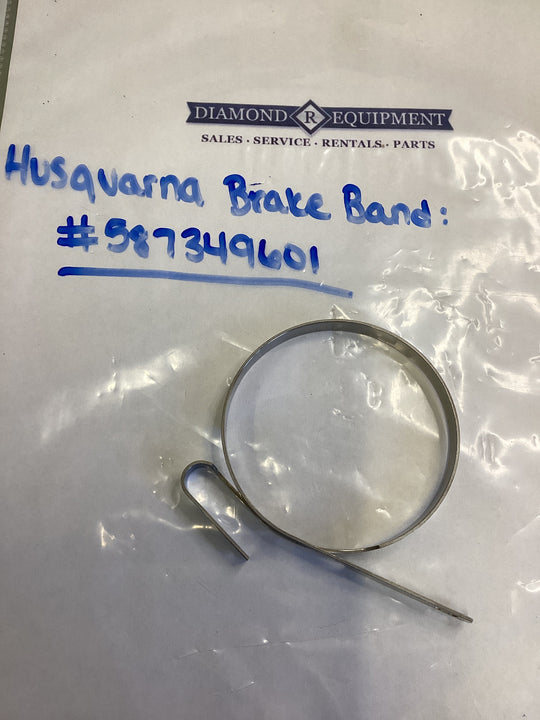 DIAMOND R EQUIPMENT
SALES · SERVICE · RENTALS · PARTS
Husqvarna Brake Band:
#587349601